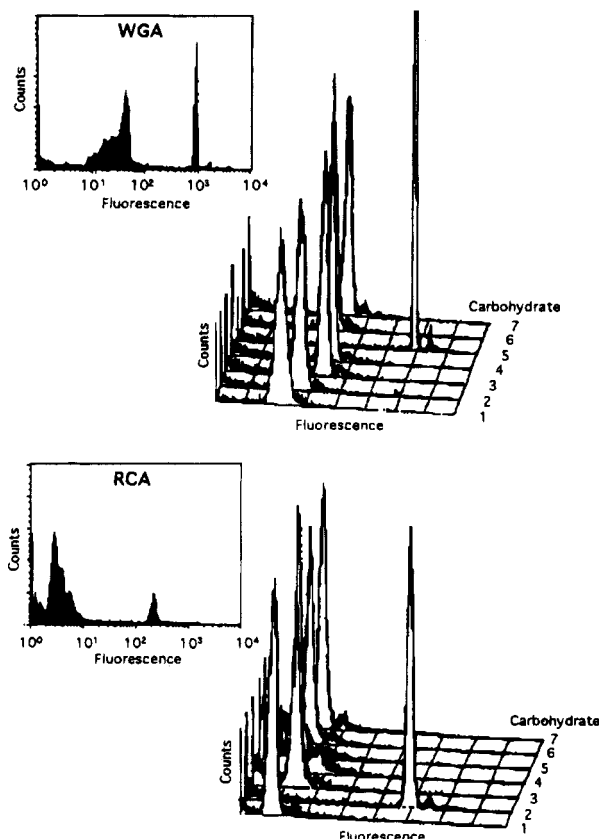 WGA
Counts
10⁰ 10¹ 10² 10³ 10⁴
Fluorescence
Counts
Carbohydrate
7
6
5
4
3
2
1
Fluorescence
RCA
Counts
10⁰ 10¹ 10² 10³ 10⁴
Fluorescence
Counts
Carbohydrate
7
6
5
4
3
2
1
Fluorescence